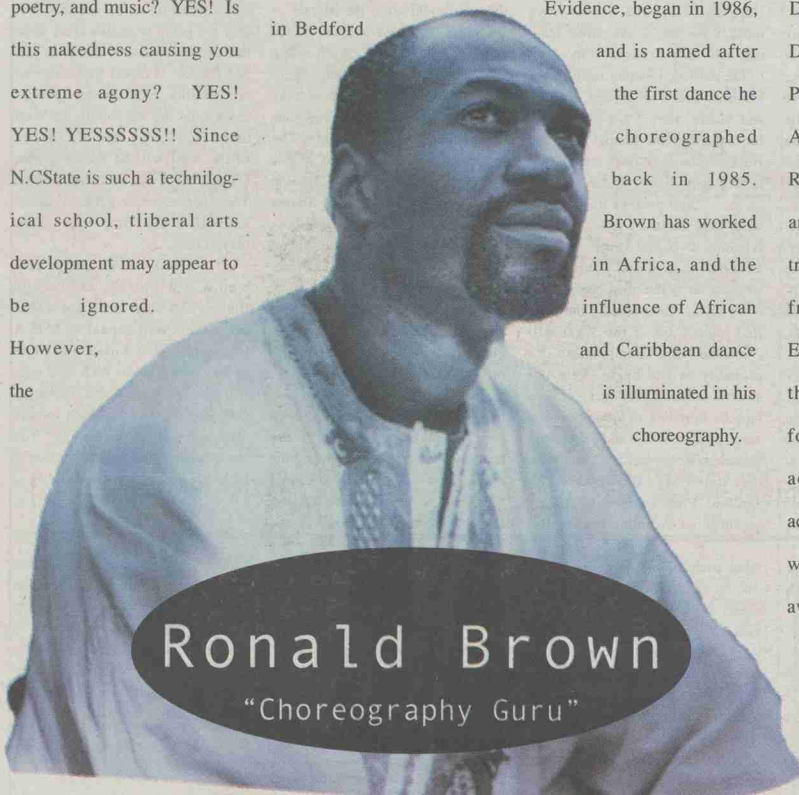 poetry, and music? YES! Is
this nakedness causing you
extreme agony? YES!
YES! YESSSSSS!! Since
N.CState is such a technilog-
ical school, tliberal arts
development may appear to
be ignored.
However,
the
in Bedford
Evidence, began in 1986,
and is named after
the first dance he
choreographed
back in 1985.
Brown has worked
in Africa, and the
influence of African
and Caribbean dance
is illuminated in his
choreography.
Ronald Brown
“Choreography Guru”